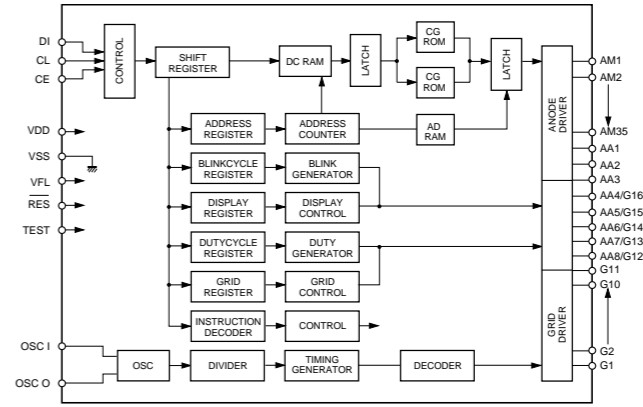 DI
CL
CE
VDD
VSS
VFL
RES
TEST
OSC I
OSC O
CONTROL
SHIFT
REGISTER
DC RAM
LATCH
CG
ROM
CG
ROM
LATCH
ADDRESS
REGISTER
ADDRESS
COUNTER
AD
RAM
BLINKCYCLE
REGISTER
BLINK
GENERATOR
DISPLAY
REGISTER
DISPLAY
CONTROL
DUTYCYCLE
REGISTER
DUTY
GENERATOR
GRID
REGISTER
GRID
CONTROL
INSTRUCTION
DECODER
CONTROL
OSC
DIVIDER
TIMING
GENERATOR
DECODER
ANODE
DRIVER
GRID
DRIVER
AM1
AM2
AM35
AA1
AA2
AA3
AA4/G16
AA5/G15
AA6/G14
AA7/G13
AA8/G12
G11
G10
G2
G1